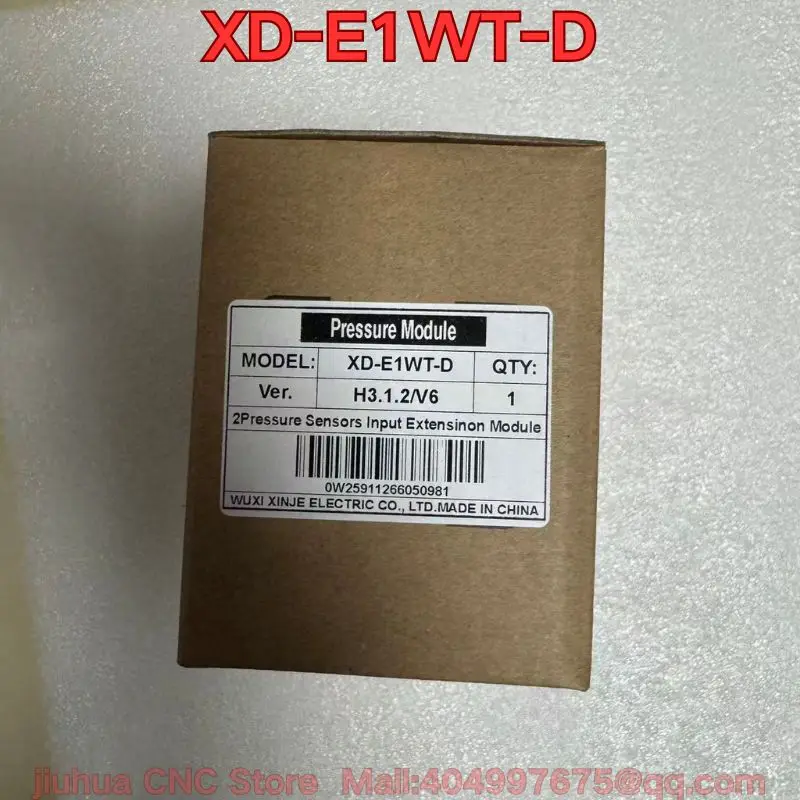 XD-E1WT-D
Pressure Module
MODEL: XD-E1WT-D QTY:
Ver. H3.1.2/V6 1
2Pressure Sensors Input Extensinon Module
0W25911266050981
WUXI XINJE ELECTRIC CO., LTD.MADE IN CHINA
jiuhua CNC Store Mail:404997675@qq.com